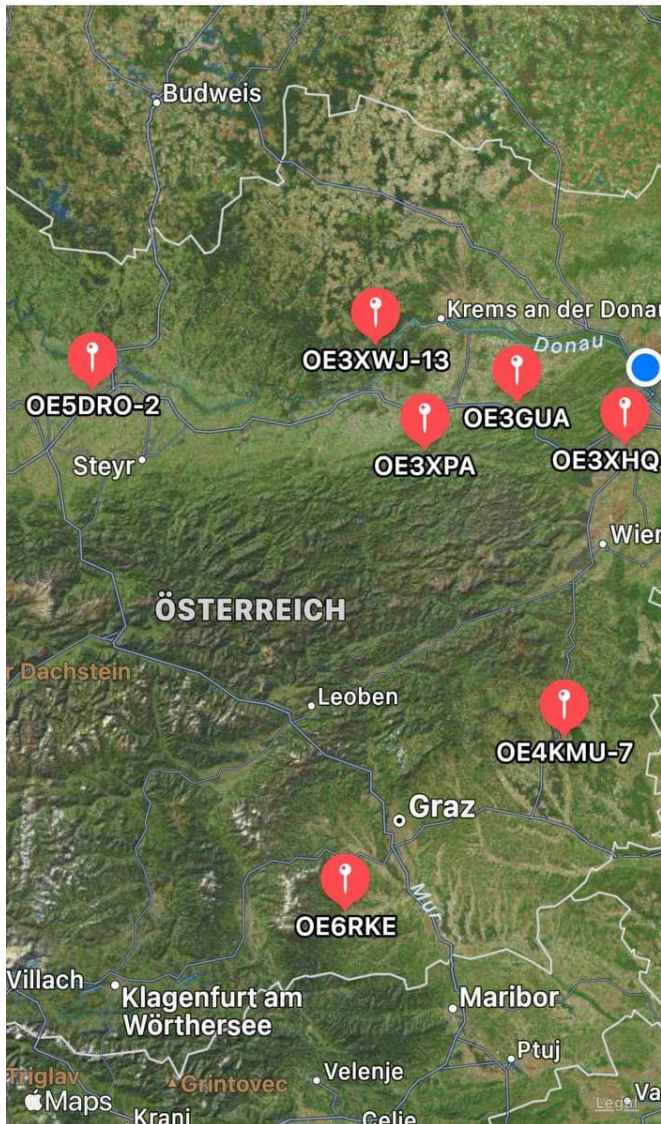 Budweis
Krems an der Donau
OE3XWJ-13
Donau
OE5DRO-2
OE3GUA
OE3XPA
OE3XHQ
Steyr
Wien
ÖSTERREICH
r Dachstein
Leoben
OE4KMU-7
Graz
OE6RKE
Mur
Villach
Klagenfurt am
Wörthersee
Maribor
Ptuj
Triglav
Grintovec
Velenje
Maps
Kranj
Celje
Legal
Va